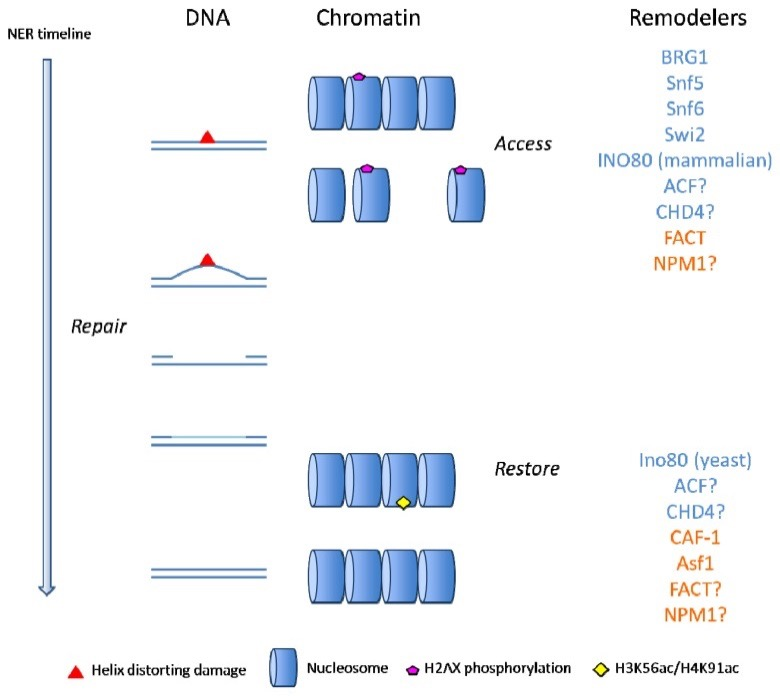 DNA
Chromatin
Remodelers
NER timeline
BRG1
Snf5
Snf6
Swi2
INO80 (mammalian)
ACF?
CHD4?
FACT
NPM1?
Access
Repair
Restore
Ino80 (yeast)
ACF?
CHD4?
CAF-1
Asf1
FACT?
NPM1?
Helix distorting damage
Nucleosome
H2AX phosphorylation
H3K56ac/H4K91ac